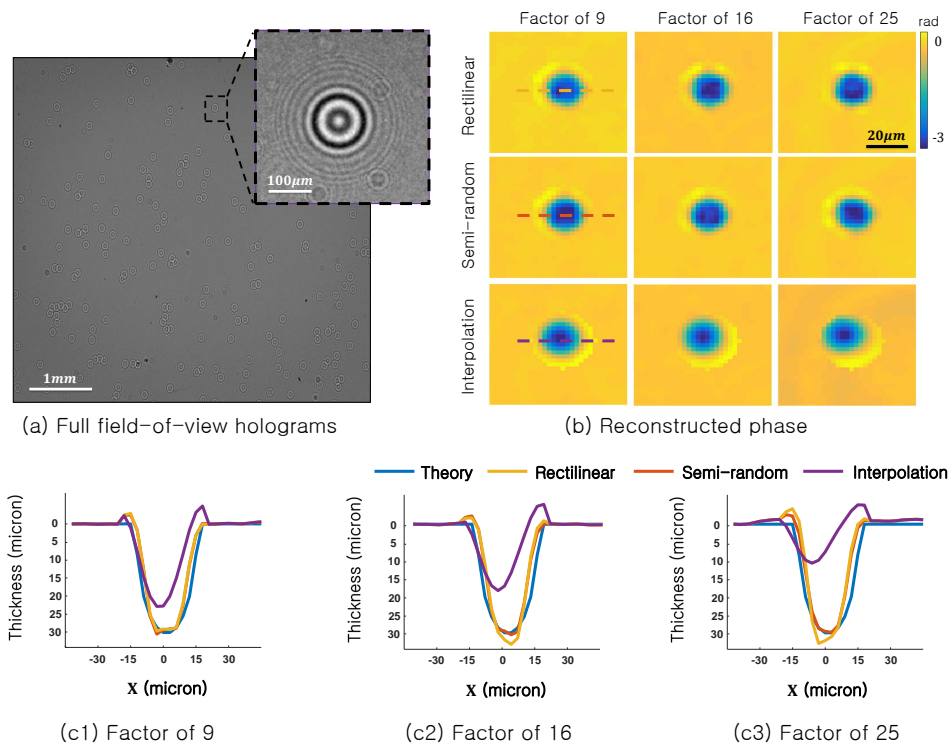 Factor of 9 Factor of 16 Factor of 25
rad
0
-3
Rectilinear
20μm
Semi-random
Interpolation
100μm
1mm
(a) Full field-of-view holograms
(b) Reconstructed phase
Theory Rectilinear Semi-random Interpolation
Thickness (micron)
0
5
10
15
20
25
30
-30 -15 0 15 30
X (micron)
(c1) Factor of 9
Thickness (micron)
0
5
10
15
20
25
30
-30 -15 0 15 30
X (micron)
(c2) Factor of 16
Thickness (micron)
0
5
10
15
20
25
30
-30 -15 0 15 30
X (micron)
(c3) Factor of 25